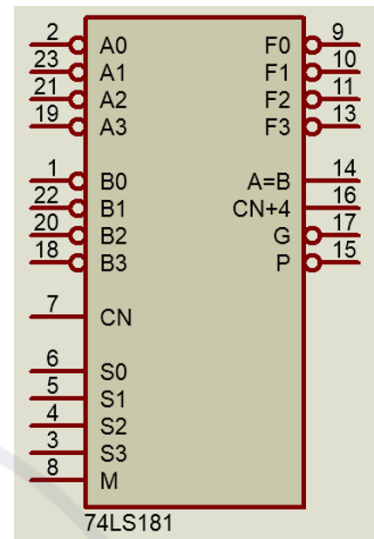 2 A0 F0 9
23 A1 F1 10
21 A2 F2 11
19 A3 F3 13
1 B0 A=B 14
22 B1 CN+4 16
20 B2 G 17
18 B3 P 15
7 CN
6 S0
5 S1
4 S2
3 S3
8 M
74LS181